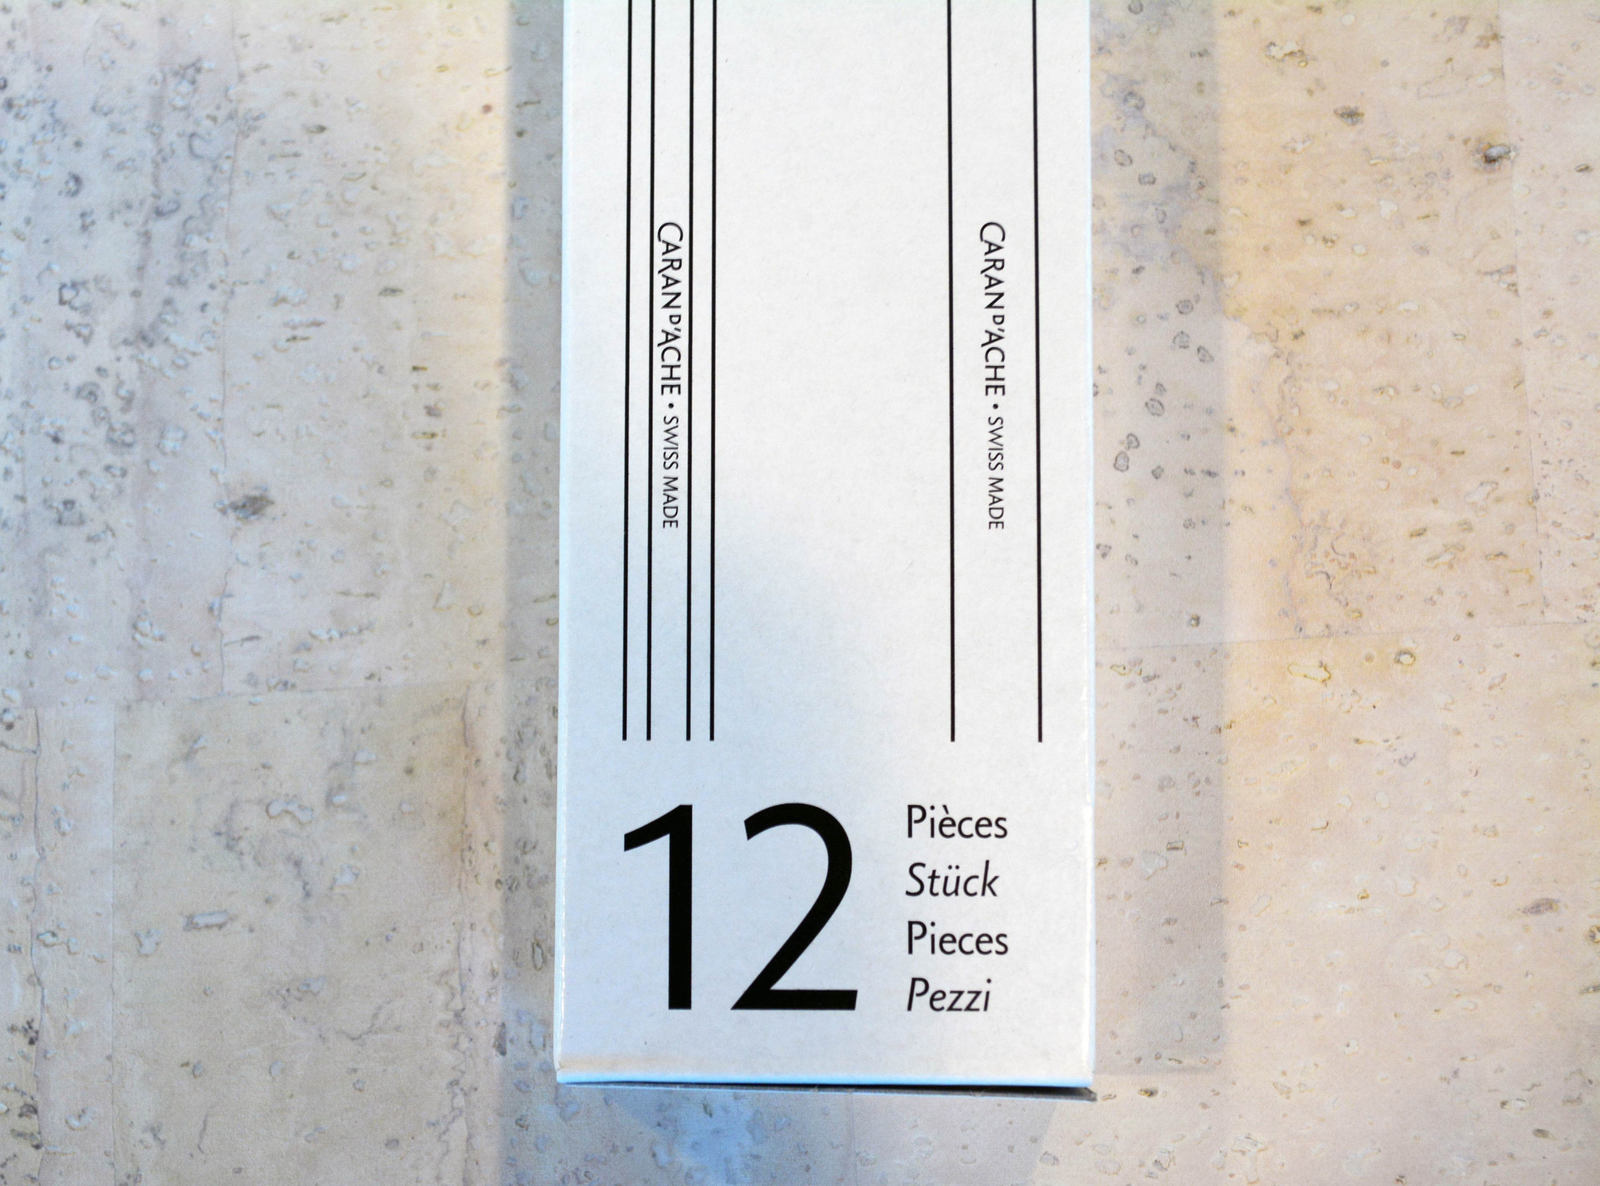 CARAN D'ACHE • SWISS MADE
CARAN D'ACHE • SWISS MADE
12
Pièces
Stück
Pieces
Pezzi